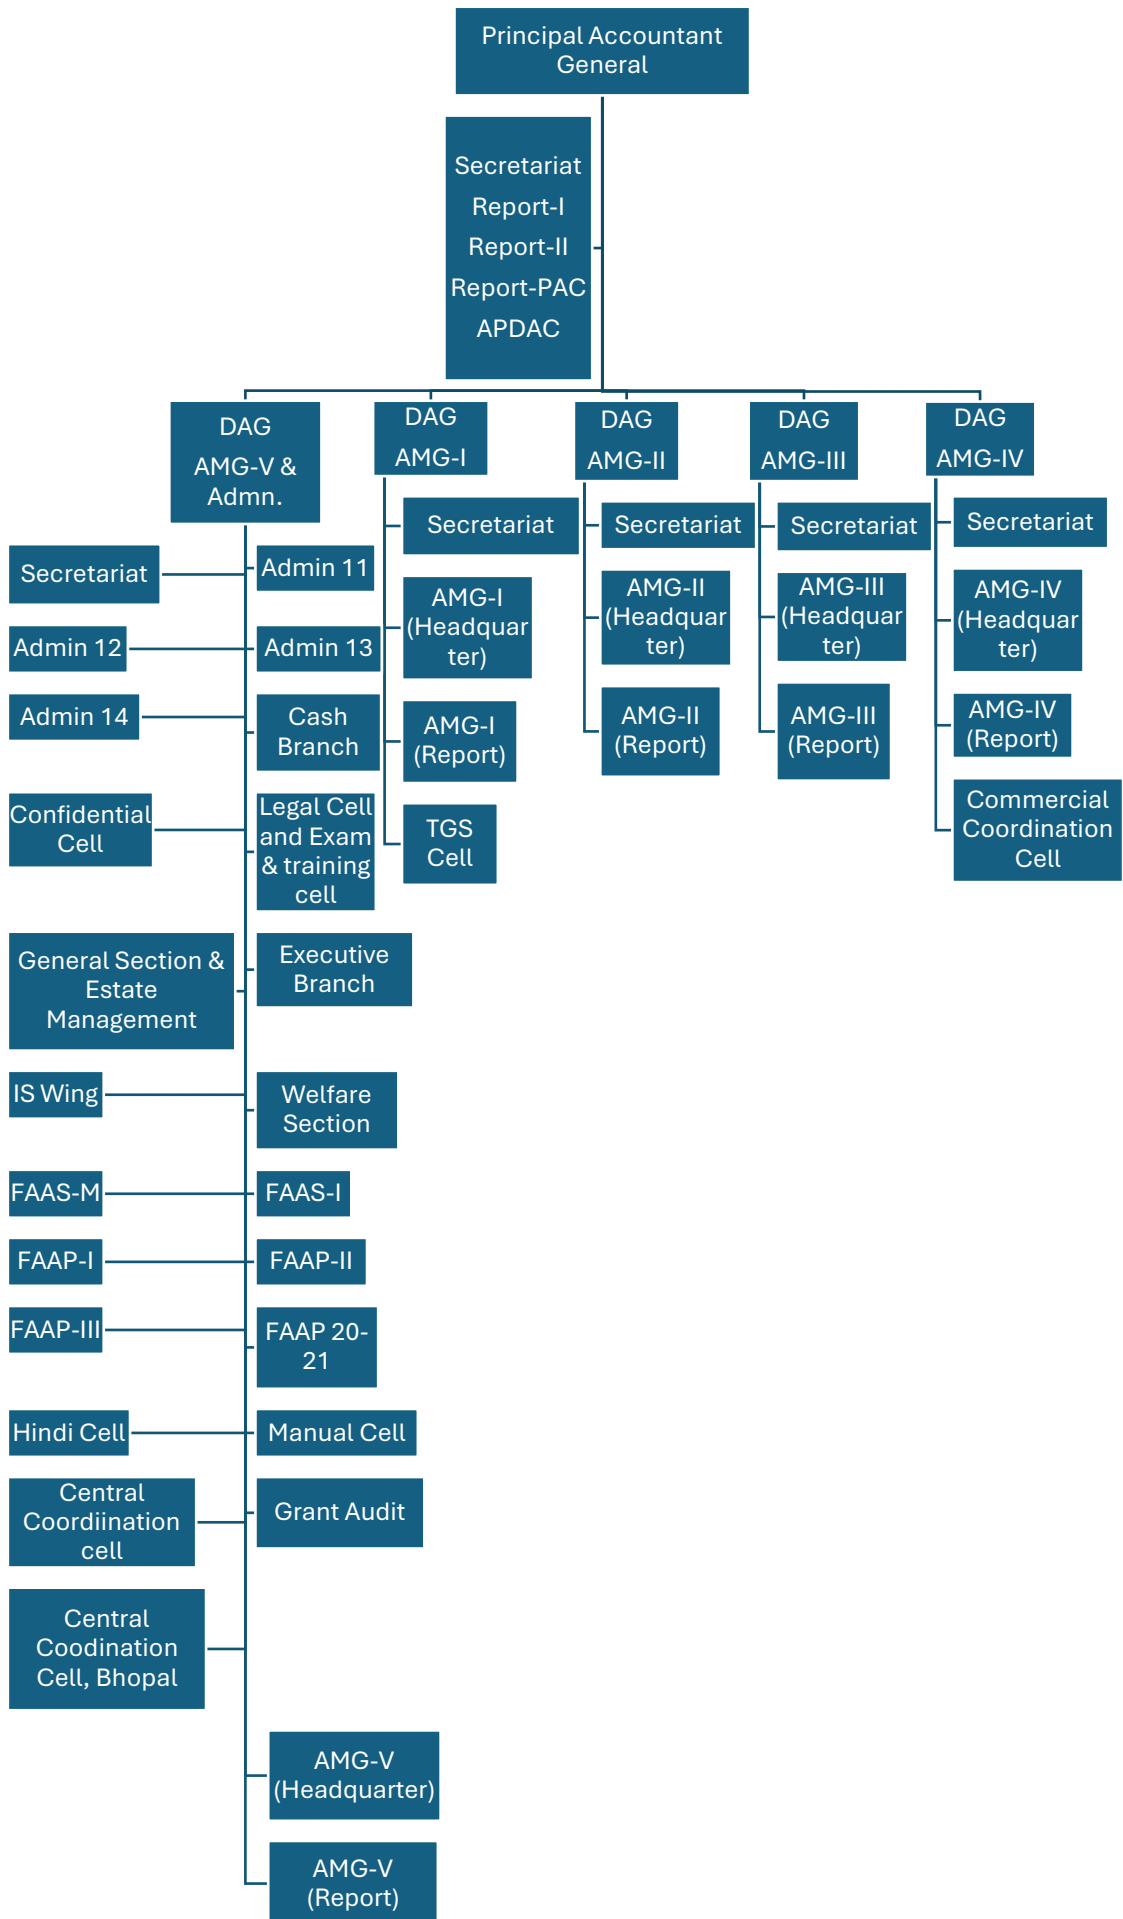 Principal Accountant
General
Secretariat
Report-I
Report-II
Report-PAC
APDAC
DAG
AMG-V &
Admn.
DAG
AMG-I
DAG
AMG-II
DAG
AMG-III
DAG
AMG-IV
Secretariat
Admin 11
Admin 12
Admin 13
Admin 14
Cash
Branch
Confidential
Cell
Legal Cell
and Exam
& training
cell
General Section &
Estate
Management
Executive
Branch
IS Wing
Welfare
Section
FAAS-M
FAAS-I
FAAP-I
FAAP-II
FAAP-III
FAAP 20-
21
Hindi Cell
Manual Cell
Central
Coordiination
cell
Grant Audit
Central
Coodination
Cell, Bhopal
AMG-V
(Headquarter)
AMG-V
(Report)
Secretariat
AMG-I
(Headquar
ter)
AMG-I
(Report)
TGS
Cell
Secretariat
AMG-II
(Headquar
ter)
AMG-II
(Report)
Secretariat
AMG-III
(Headquar
ter)
AMG-III
(Report)
Secretariat
AMG-IV
(Headquar
ter)
AMG-IV
(Report)
Commercial
Coordination
Cell